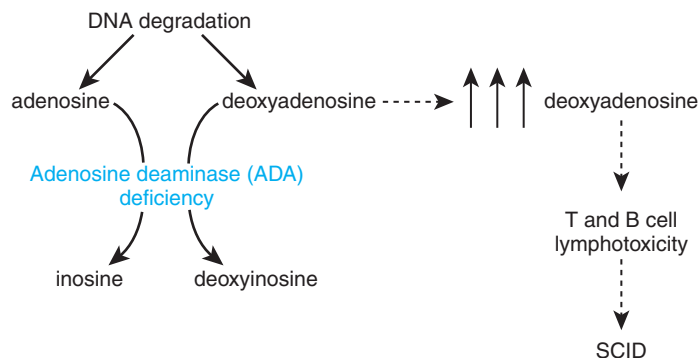 DNA degradation
adenosine
deoxyadenosine
deoxyadenosine
Adenosine deaminase (ADA)
deficiency
T and B cell
lymphotoxicity
inosine
deoxyinosine
SCID